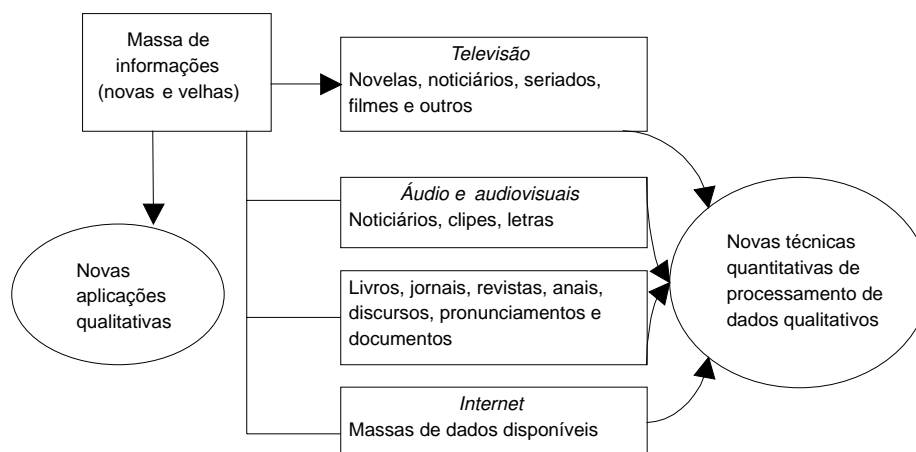 Massa de
informações
(novas e velhas)
Televisão
Novelas, noticiários, seriados,
filmes e outros
Áudio e audiovisuais
Noticiários, clipes, letras
Novas
aplicações
qualitativas
Livros, jornais, revistas, anais,
discursos, pronunciamentos e
documentos
Novas técnicas
quantitativas de
processamento de
dados qualitativos
Internet
Massas de dados disponíveis